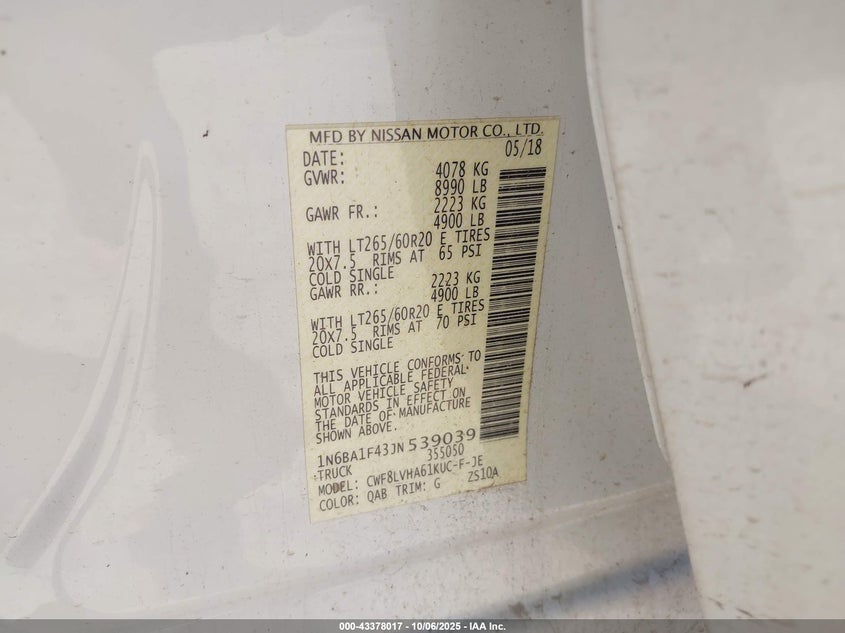 MFD BY NISSAN MOTOR CO., LTD.
DATE: 05/18
GVWR: 4078 KG
8990 LB
GAWR FR.: 2223 KG
4900 LB
WITH LT265/60R20 E TIRES
20X7.5 RIMS AT 65 PSI
COLD SINGLE
GAWR RR.: 2223 KG
4900 LB
WITH LT265/60R20 E TIRES
20X7.5 RIMS AT 70 PSI
COLD SINGLE
THIS VEHICLE CONFORMS TO
ALL APPLICABLE FEDERAL
MOTOR VEHICLE SAFETY
STANDARDS IN EFFECT ON
THE DATE OF MANUFACTURE
SHOWN ABOVE.
1N6BA1F43JN539039
TRUCK 355050
MODEL: CWF8LVHA61KUC-F-JE
COLOR: QAB TRIM: G ZS10A
000-43378017 - 10/06/2025 - IAA Inc.